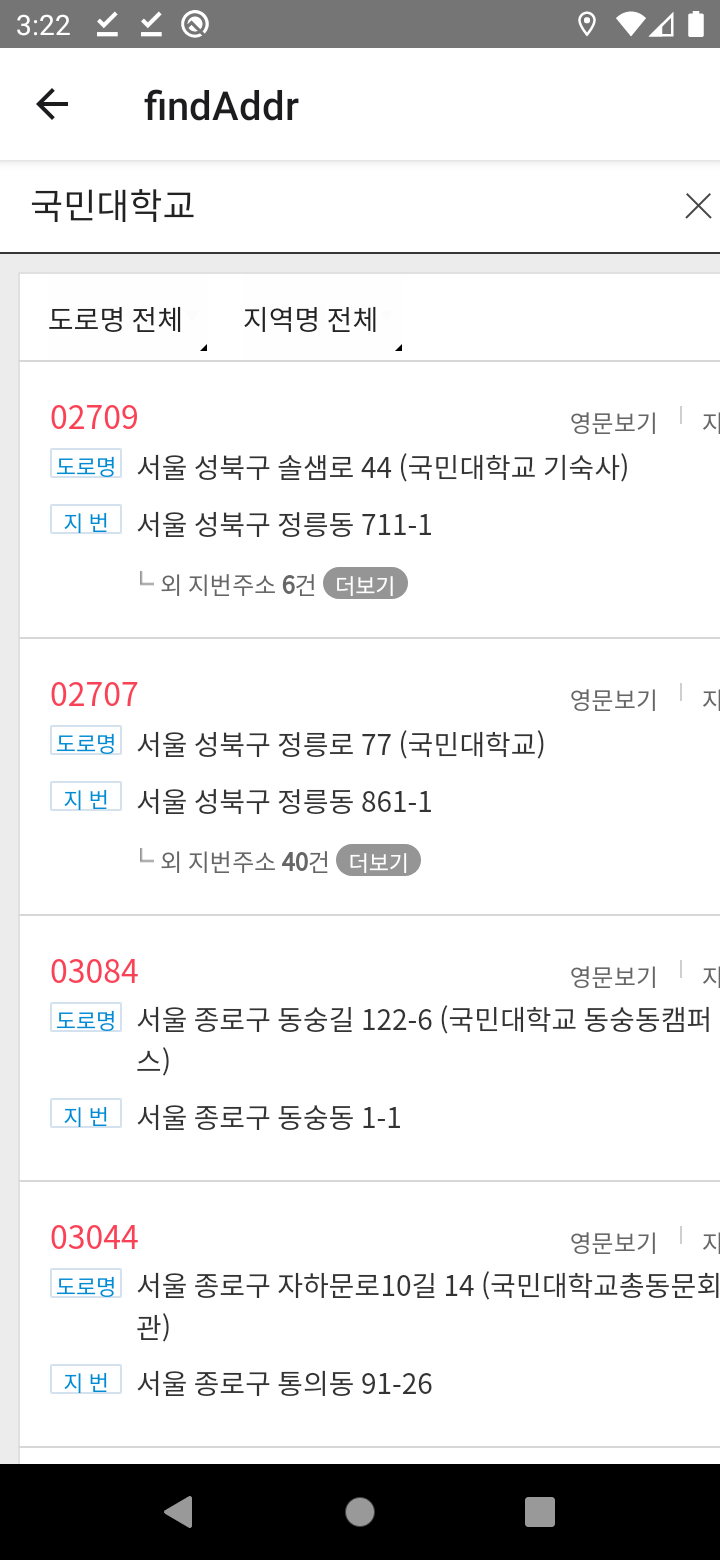 3:22
findAddr
국민대학교
도로명 전체 지역명 전체
02709 영문보기
도로명 서울 성북구 솔샘로 44 (국민대학교 기숙사)
지 번 서울 성북구 정릉동 711-1
외 지번주소 6건 더보기
02707 영문보기
도로명 서울 성북구 정릉로 77 (국민대학교)
지 번 서울 성북구 정릉동 861-1
외 지번주소 40건 더보기
03084 영문보기
도로명 서울 종로구 동숭길 122-6 (국민대학교 동숭동캠퍼
스)
지 번 서울 종로구 동숭동 1-1
03044 영문보기
도로명 서울 종로구 자하문로10길 14 (국민대학교총동문회
관)
지 번 서울 종로구 통의동 91-26